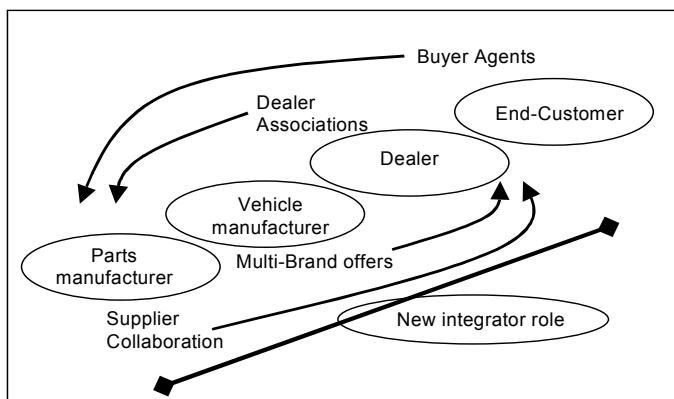 Buyer Agents
Dealer
Associations
End-Customer
Dealer
Vehicle
manufacturer
Parts
manufacturer
Multi-Brand offers
Supplier
Collaboration
New integrator role